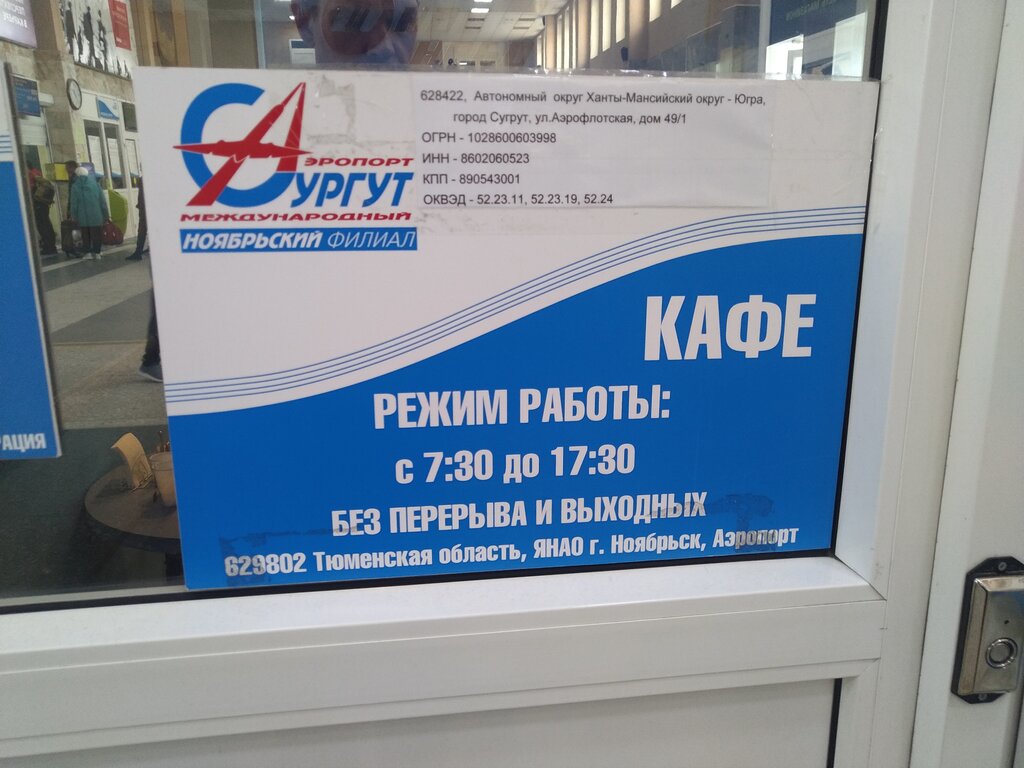 АЭРОПОРТ
СУРГУТ
МЕЖДУНАРОДНЫЙ
НОЯБРЬСКИЙ ФИЛИАЛ
628422, Автономный округ Ханты-Мансийский округ - Югра,
город Сугрут, ул.Аэрофлотская, дом 49/1
ОГРН - 1028600603998
ИНН - 8602060523
КПП - 890543001
ОКВЭД - 52.23.11, 52.23.19, 52.24
КАФЕ
РЕЖИМ РАБОТЫ:
с 7:30 до 17:30
БЕЗ ПЕРЕРЫВА И ВЫХОДНЫХ
629802 Тюменская область, ЯНАО г. Ноябрьск, Аэропорт
АЦИЯ